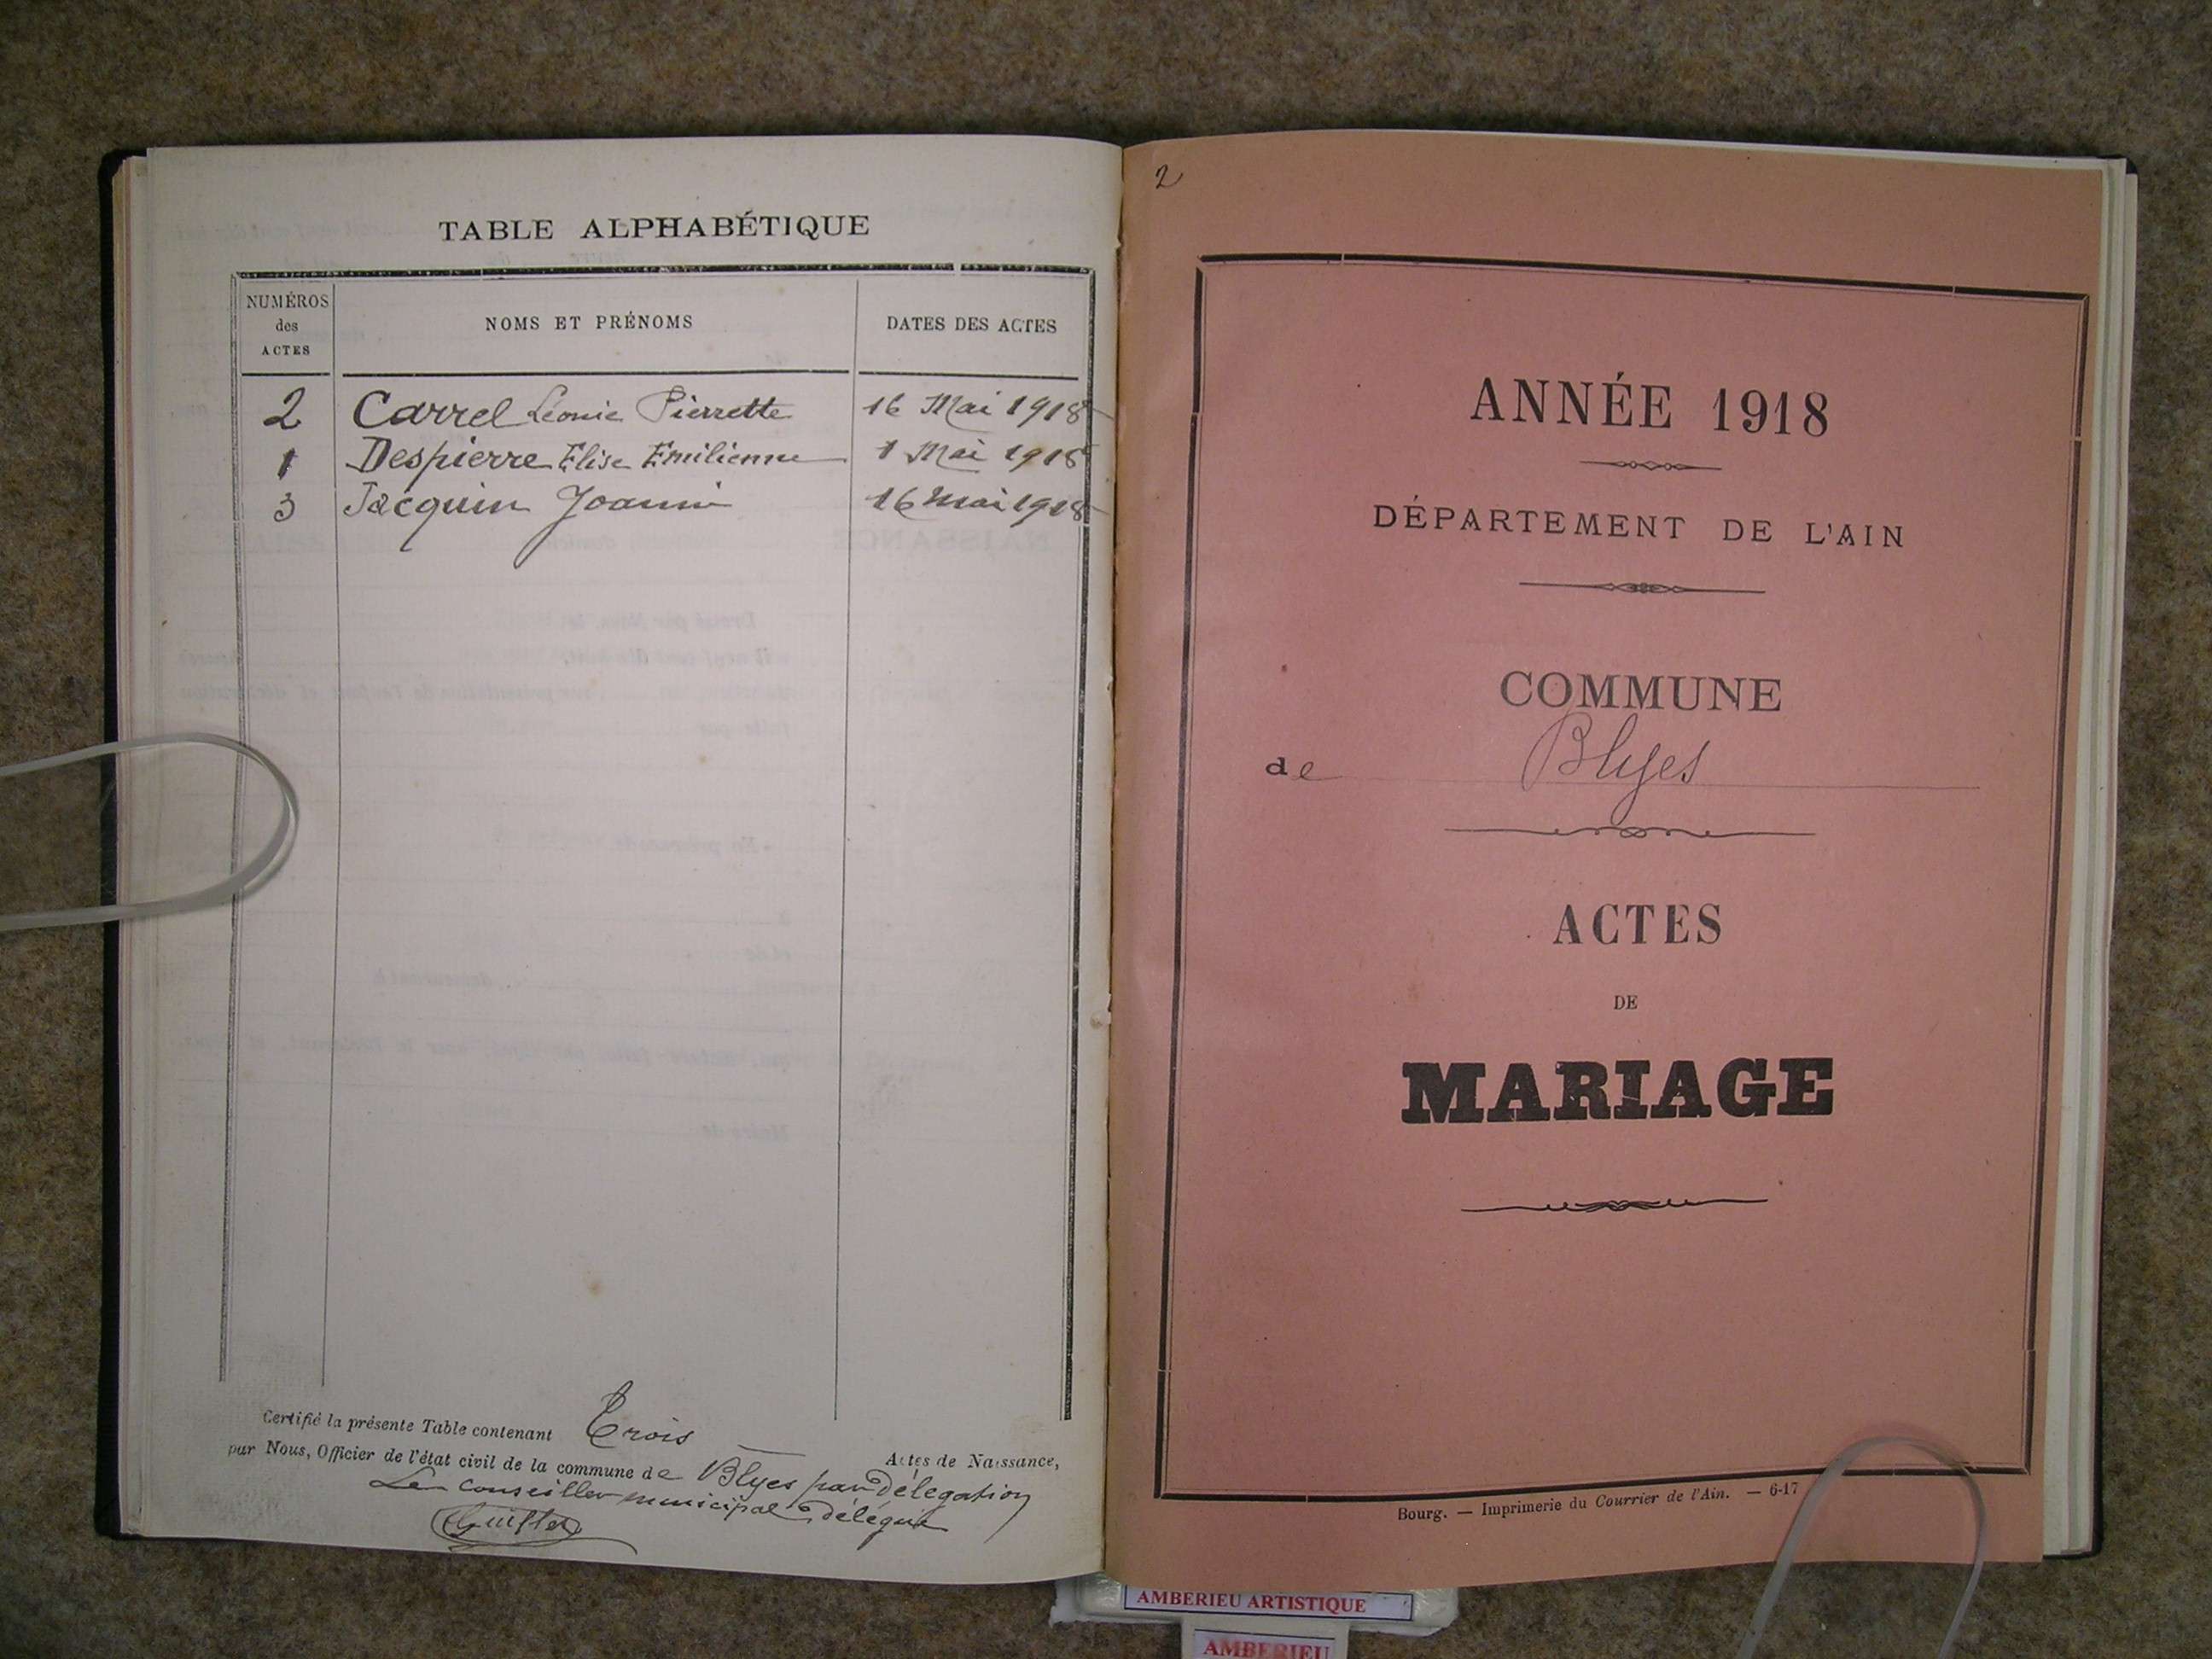 TABLE ALPHABÉTIQUE
NUMÉROS des ACTES NOMS ET PRÉNOMS DATES DES ACTES
2 Carrel Léonie Pierrette 16 Mai 1918
1 Despierre Elise Emilienne 1 Mai 1918
3 Jacquin Joanni 16 Mai 1918
Certifié la présente Table contenant Trois Actes de Naissance,
par Nous, Officier de l'état civil de la commune de Blyes par délégation
Le Conseiller municipal délégué
2
ANNÉE 1918
DÉPARTEMENT DE L'AIN
COMMUNE
de Blyes
ACTES
DE
MARIAGE
Bourg. — Imprimerie du Courrier de l'Ain. — 6-17
AMBERIEU ARTISTIQUE
AMBERIEU